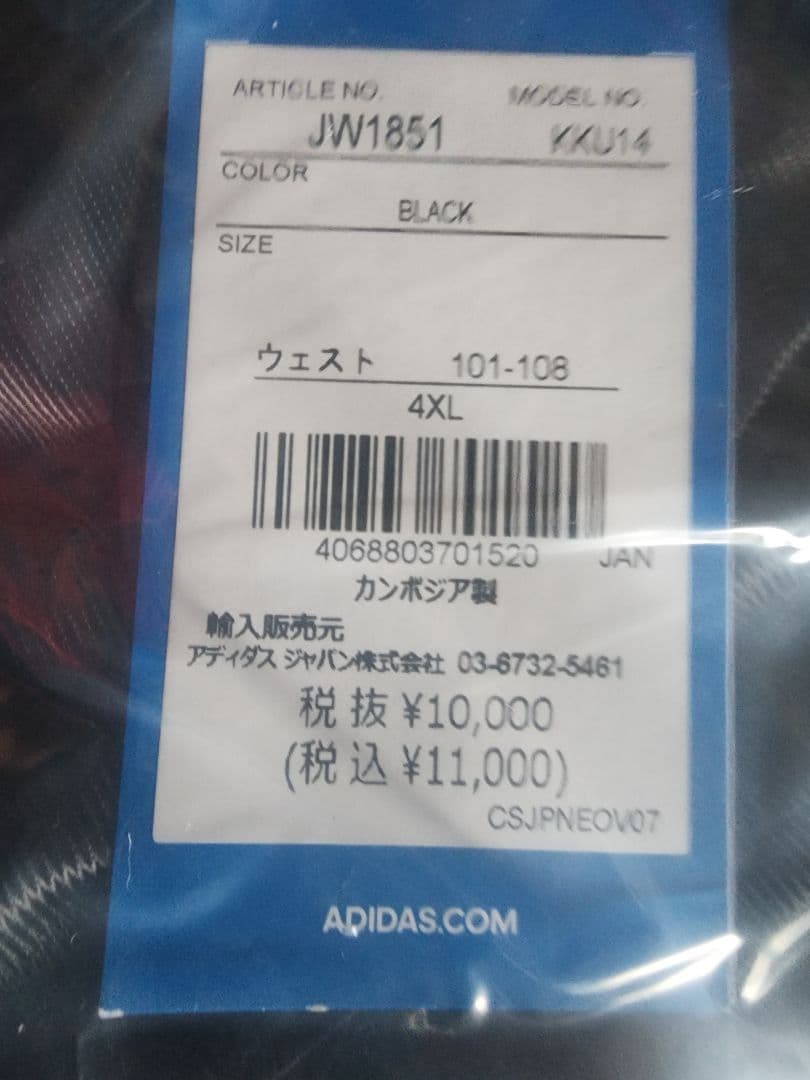 ARTICLE NO. MODEL NO.
JW1851 KKU14
COLOR
BLACK
SIZE
ウェスト 101-108
4XL
4068803701520 JAN
カンボジア製
輸入販売元
アディダス ジャパン株式会社 03-6732-5461
税抜 ¥10,000
(税込 ¥11,000)
CSJPNEOV07
ADIDAS.COM